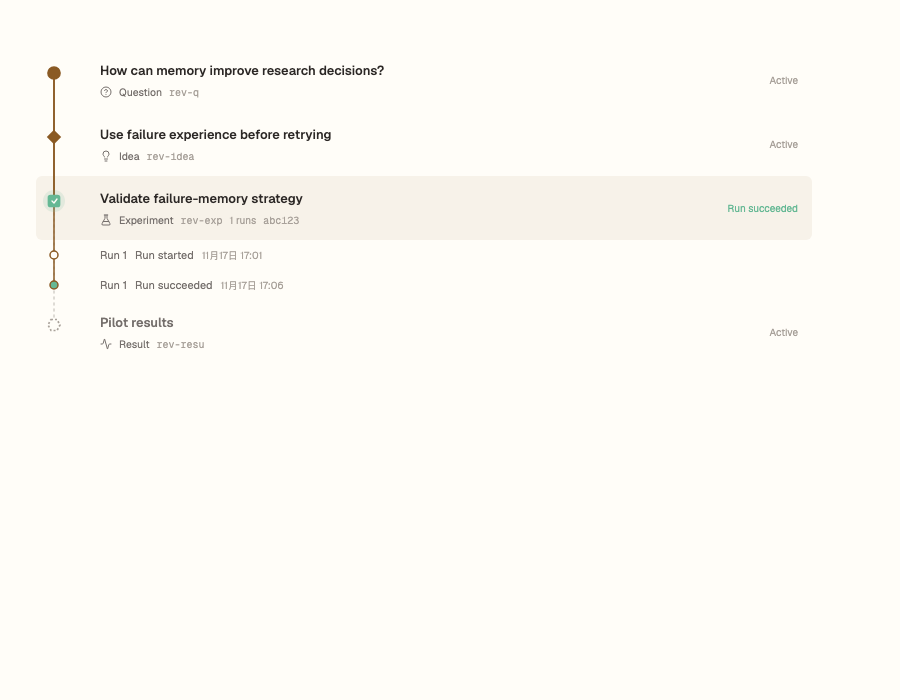 How can memory improve research decisions?
Active
Question rev-q
Use failure experience before retrying
Active
Idea rev-idea
Validate failure-memory strategy
Run succeeded
Experiment rev-exp 1 runs abc123
Run 1 Run started 11月17日 17:01
Run 1 Run succeeded 11月17日 17:06
Pilot results
Active
Result rev-resu